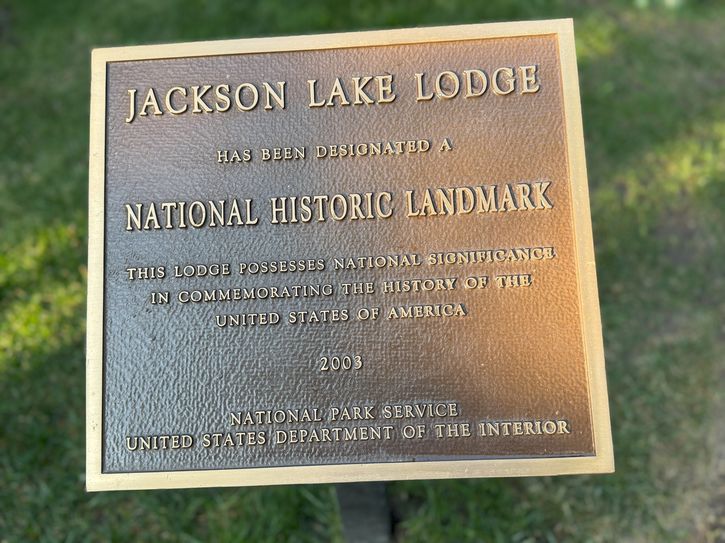 JACKSON LAKE LODGE
HAS BEEN DESIGNATED A
NATIONAL HISTORIC LANDMARK
THIS LODGE POSSESSES NATIONAL SIGNIFICANCE
IN COMMEMORATING THE HISTORY OF THE
UNITED STATES OF AMERICA
2003
NATIONAL PARK SERVICE
UNITED STATES DEPARTMENT OF THE INTERIOR